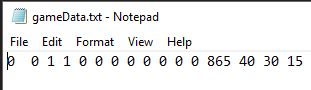 gameData.txt - Notepad
File Edit Format View Help
0  0 1 1 0 0 0 0 0 0 0 0 865 40 30 15